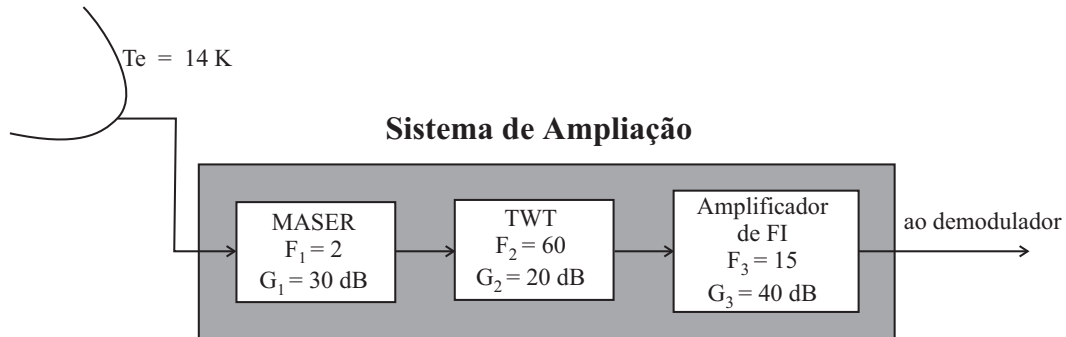 Te = 14 K
Sistema de Ampliação
MASER
F₁ = 2
G₁ = 30 dB
TWT
F₂ = 60
G₂ = 20 dB
Amplificador
de FI
F₃ = 15
G₃ = 40 dB
ao demodulador